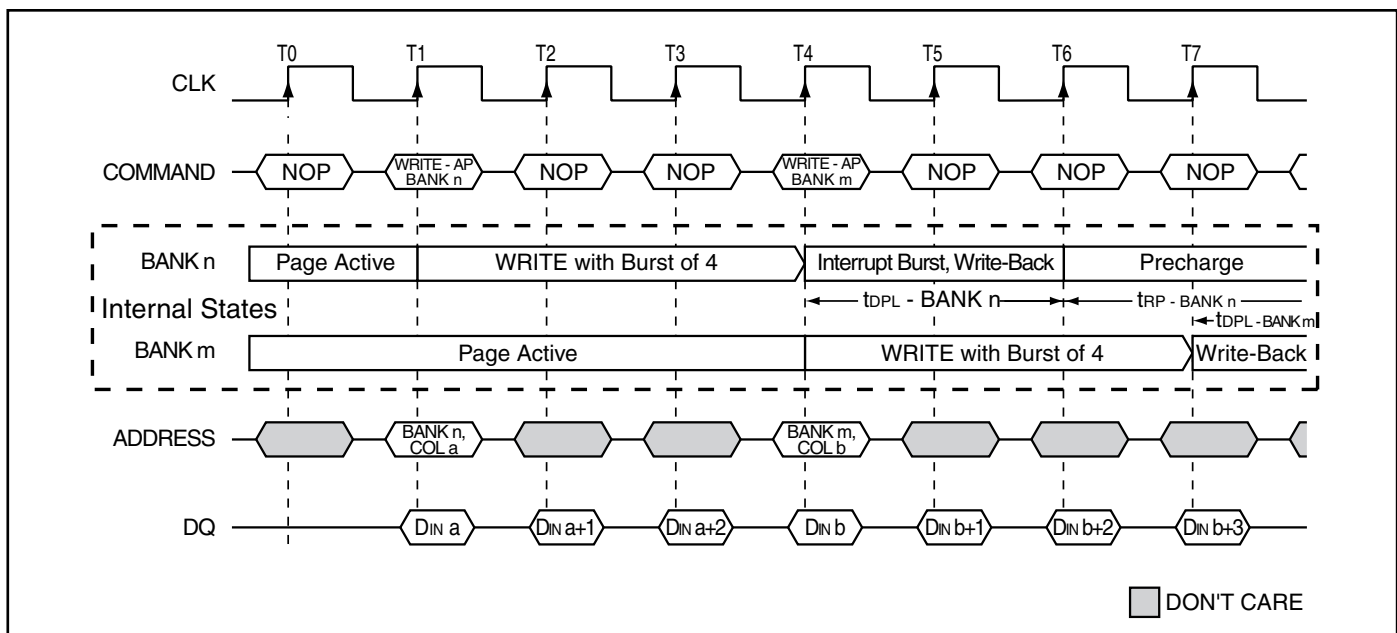 T0 T1 T2 T3 T4 T5 T6 T7
CLK
COMMAND NOP WRITE - AP BANK n NOP NOP WRITE - AP BANK m NOP NOP NOP
BANK n Page Active WRITE with Burst of 4 Interrupt Burst, Write-Back Precharge
tDPL - BANK n tRP - BANK n
Internal States
tDPL - BANK m
BANK m Page Active WRITE with Burst of 4 Write-Back
ADDRESS BANK n, COL a BANK m, COL b
DQ DIN a DIN a+1 DIN a+2 DIN b DIN b+1 DIN b+2 DIN b+3
DON'T CARE